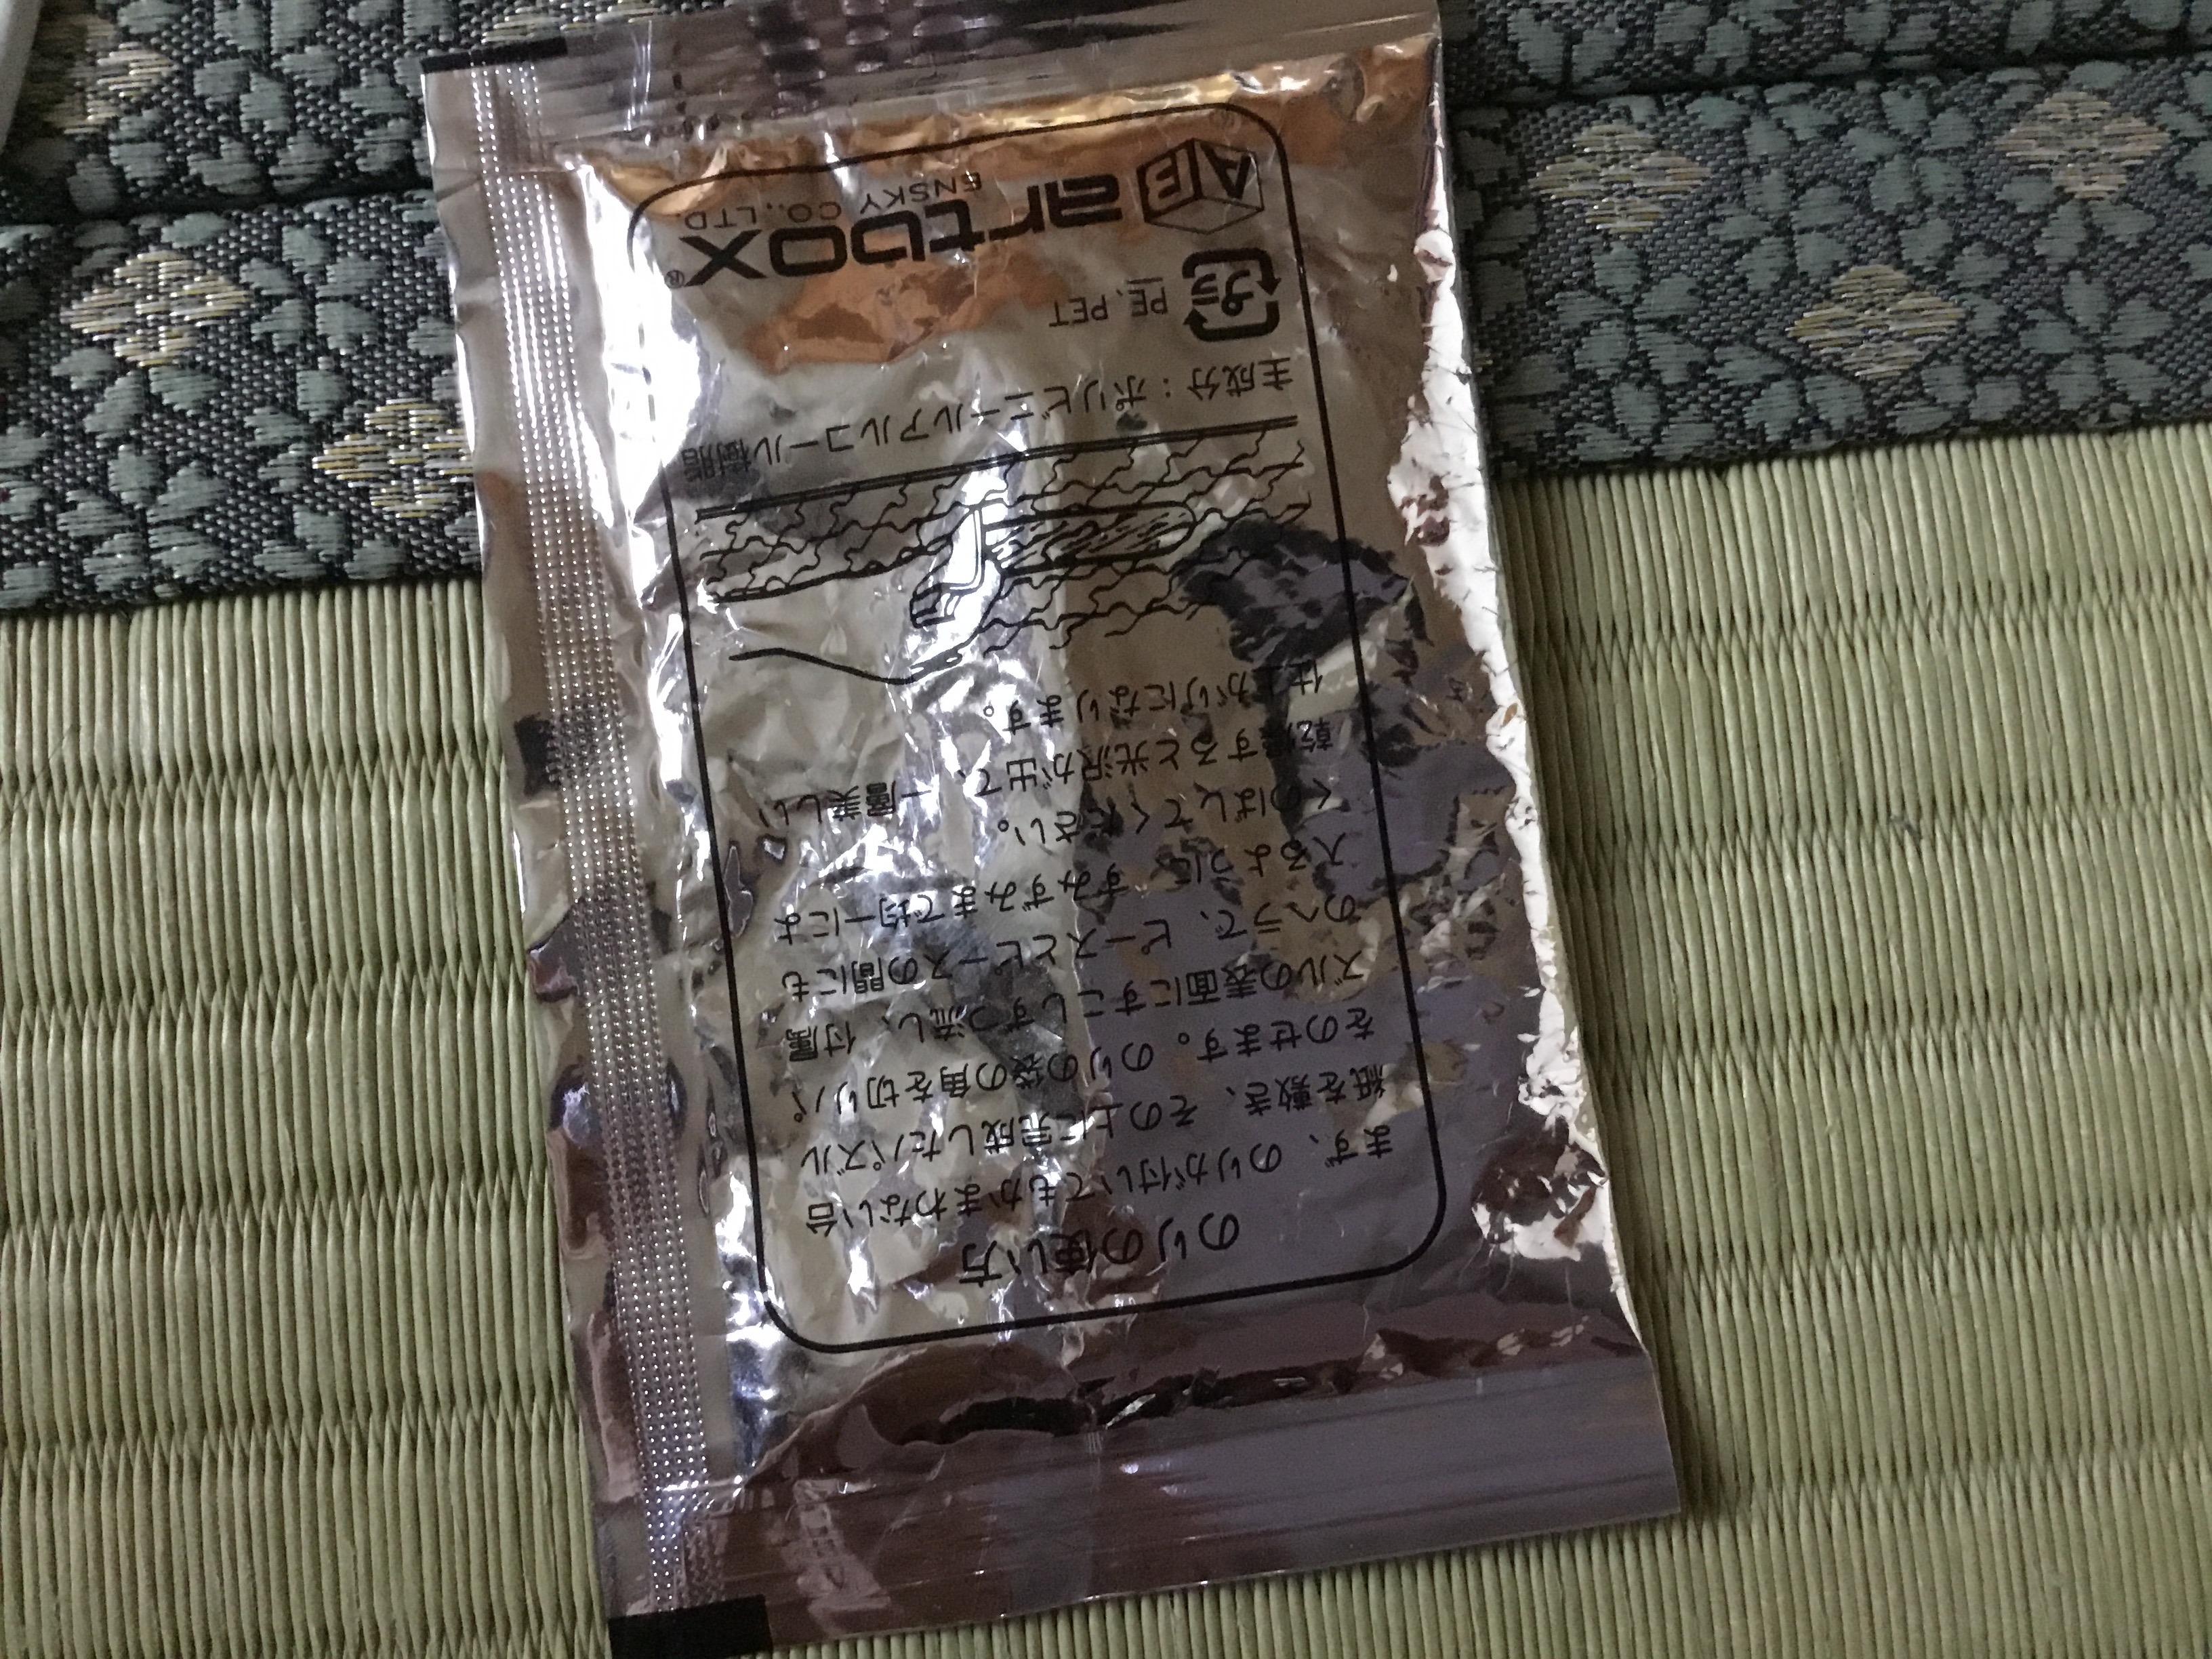 のりの使い方
まず、のりが付いてもかまわない台
紙を敷き、その上に完成したパズル
をのせます。のりの袋の角を切りパ
ズルの表面にすこしずつ流し、付属
のヘラで、ピースとピースの間にも
入るように、すみずみまで均一によ
くのばしてください。
乾燥すると光沢が出て、一層美しい
仕上がりになります。
主成分：ポリビニールアルコール樹脂
プラ PE、PET
AB artbox®
ENSKY CO.,LTD.